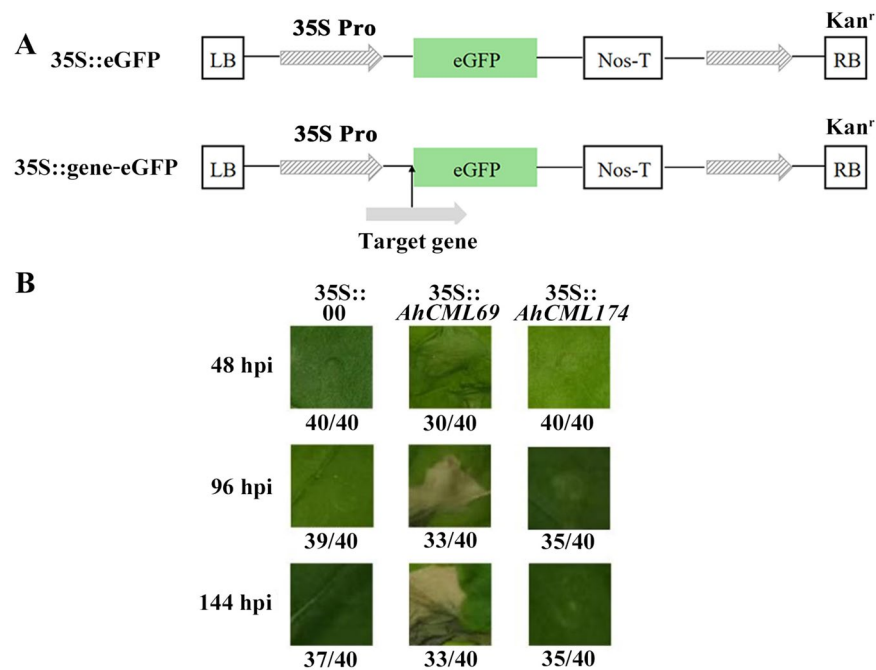 A
35S Pro
Kanʳ
35S::eGFP
LB
eGFP
Nos-T
RB
35S Pro
Kanʳ
35S::gene-eGFP
LB
eGFP
Nos-T
RB
Target gene
B
35S:: 35S:: 35S::
00 AhCML69 AhCML174
48 hpi
40/40 30/40 40/40
96 hpi
39/40 33/40 35/40
144 hpi
37/40 33/40 35/40